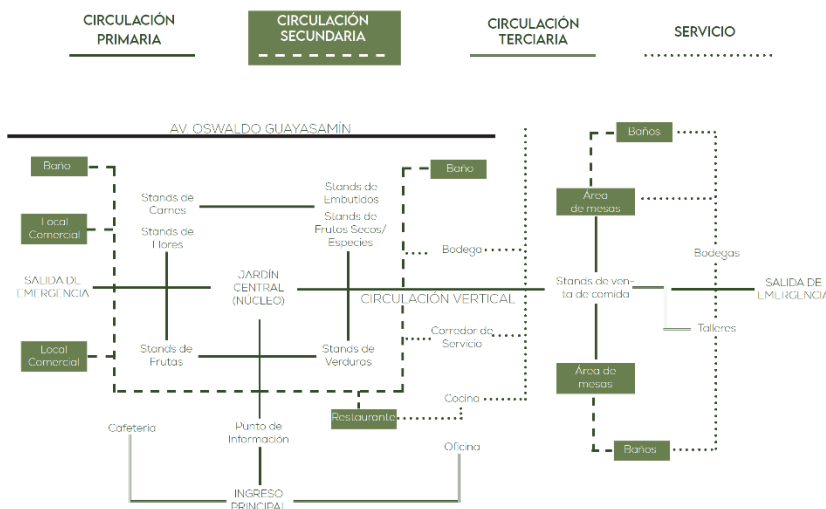 CIRCULACIÓN
PRIMARIA
CIRCULACIÓN
SECUNDARIA
CIRCULACIÓN
TERCIARIA
SERVICIO
AV. OSWALDO GUAYASAMÍN
Baño
Baño
Baños
Stands de
Carnes
Stands de
Embutidos
Stands de
Frutos Secos/
Especies
Local
Comercial
Stands de
Flores
Área
de mesas
Bodega
Bodegas
SALIDA DE
EMERGENCIA
JARDÍN
CENTRAL
(NÚCLEO)
CIRCULACIÓN VERTICAL
Stands de ven-
ta de comida
SALIDA DE
EMERGENCIA
Local
Comercial
Stands de
Frutas
Stands de
Verduras
Corredor de
Servicio
Talleres
Área de
mesas
Cocina
Restaurante
Cafetería
Punto de
Información
Oficina
Baños
INGRESO
PRINCIPAL